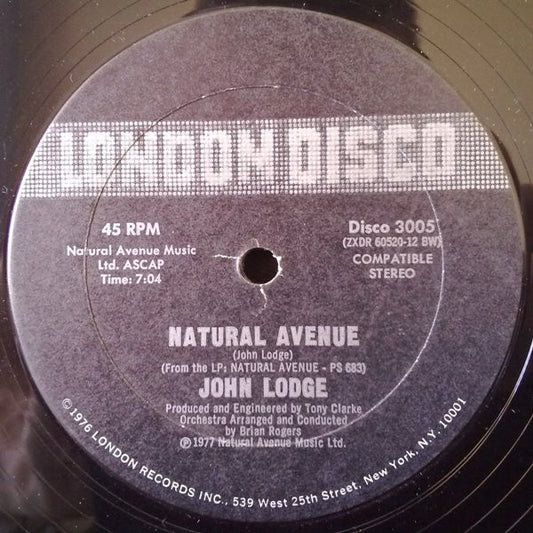 LONDON DISCO
45 RPM
Natural Avenue Music
Ltd. ASCAP
Time: 7:04
Disco 3005
(ZXDR 60520-12 BW)
COMPATIBLE
STEREO
NATURAL AVENUE
(John Lodge)
(From the LP: NATURAL AVENUE - PS 683)
JOHN LODGE
Produced and Engineered by Tony Clarke
Orchestra Arranged and Conducted
by Brian Rogers
℗ 1977 Natural Avenue Music Ltd.
© 1976 LONDON RECORDS INC., 539 West 25th Street, New York, N.Y. 10001